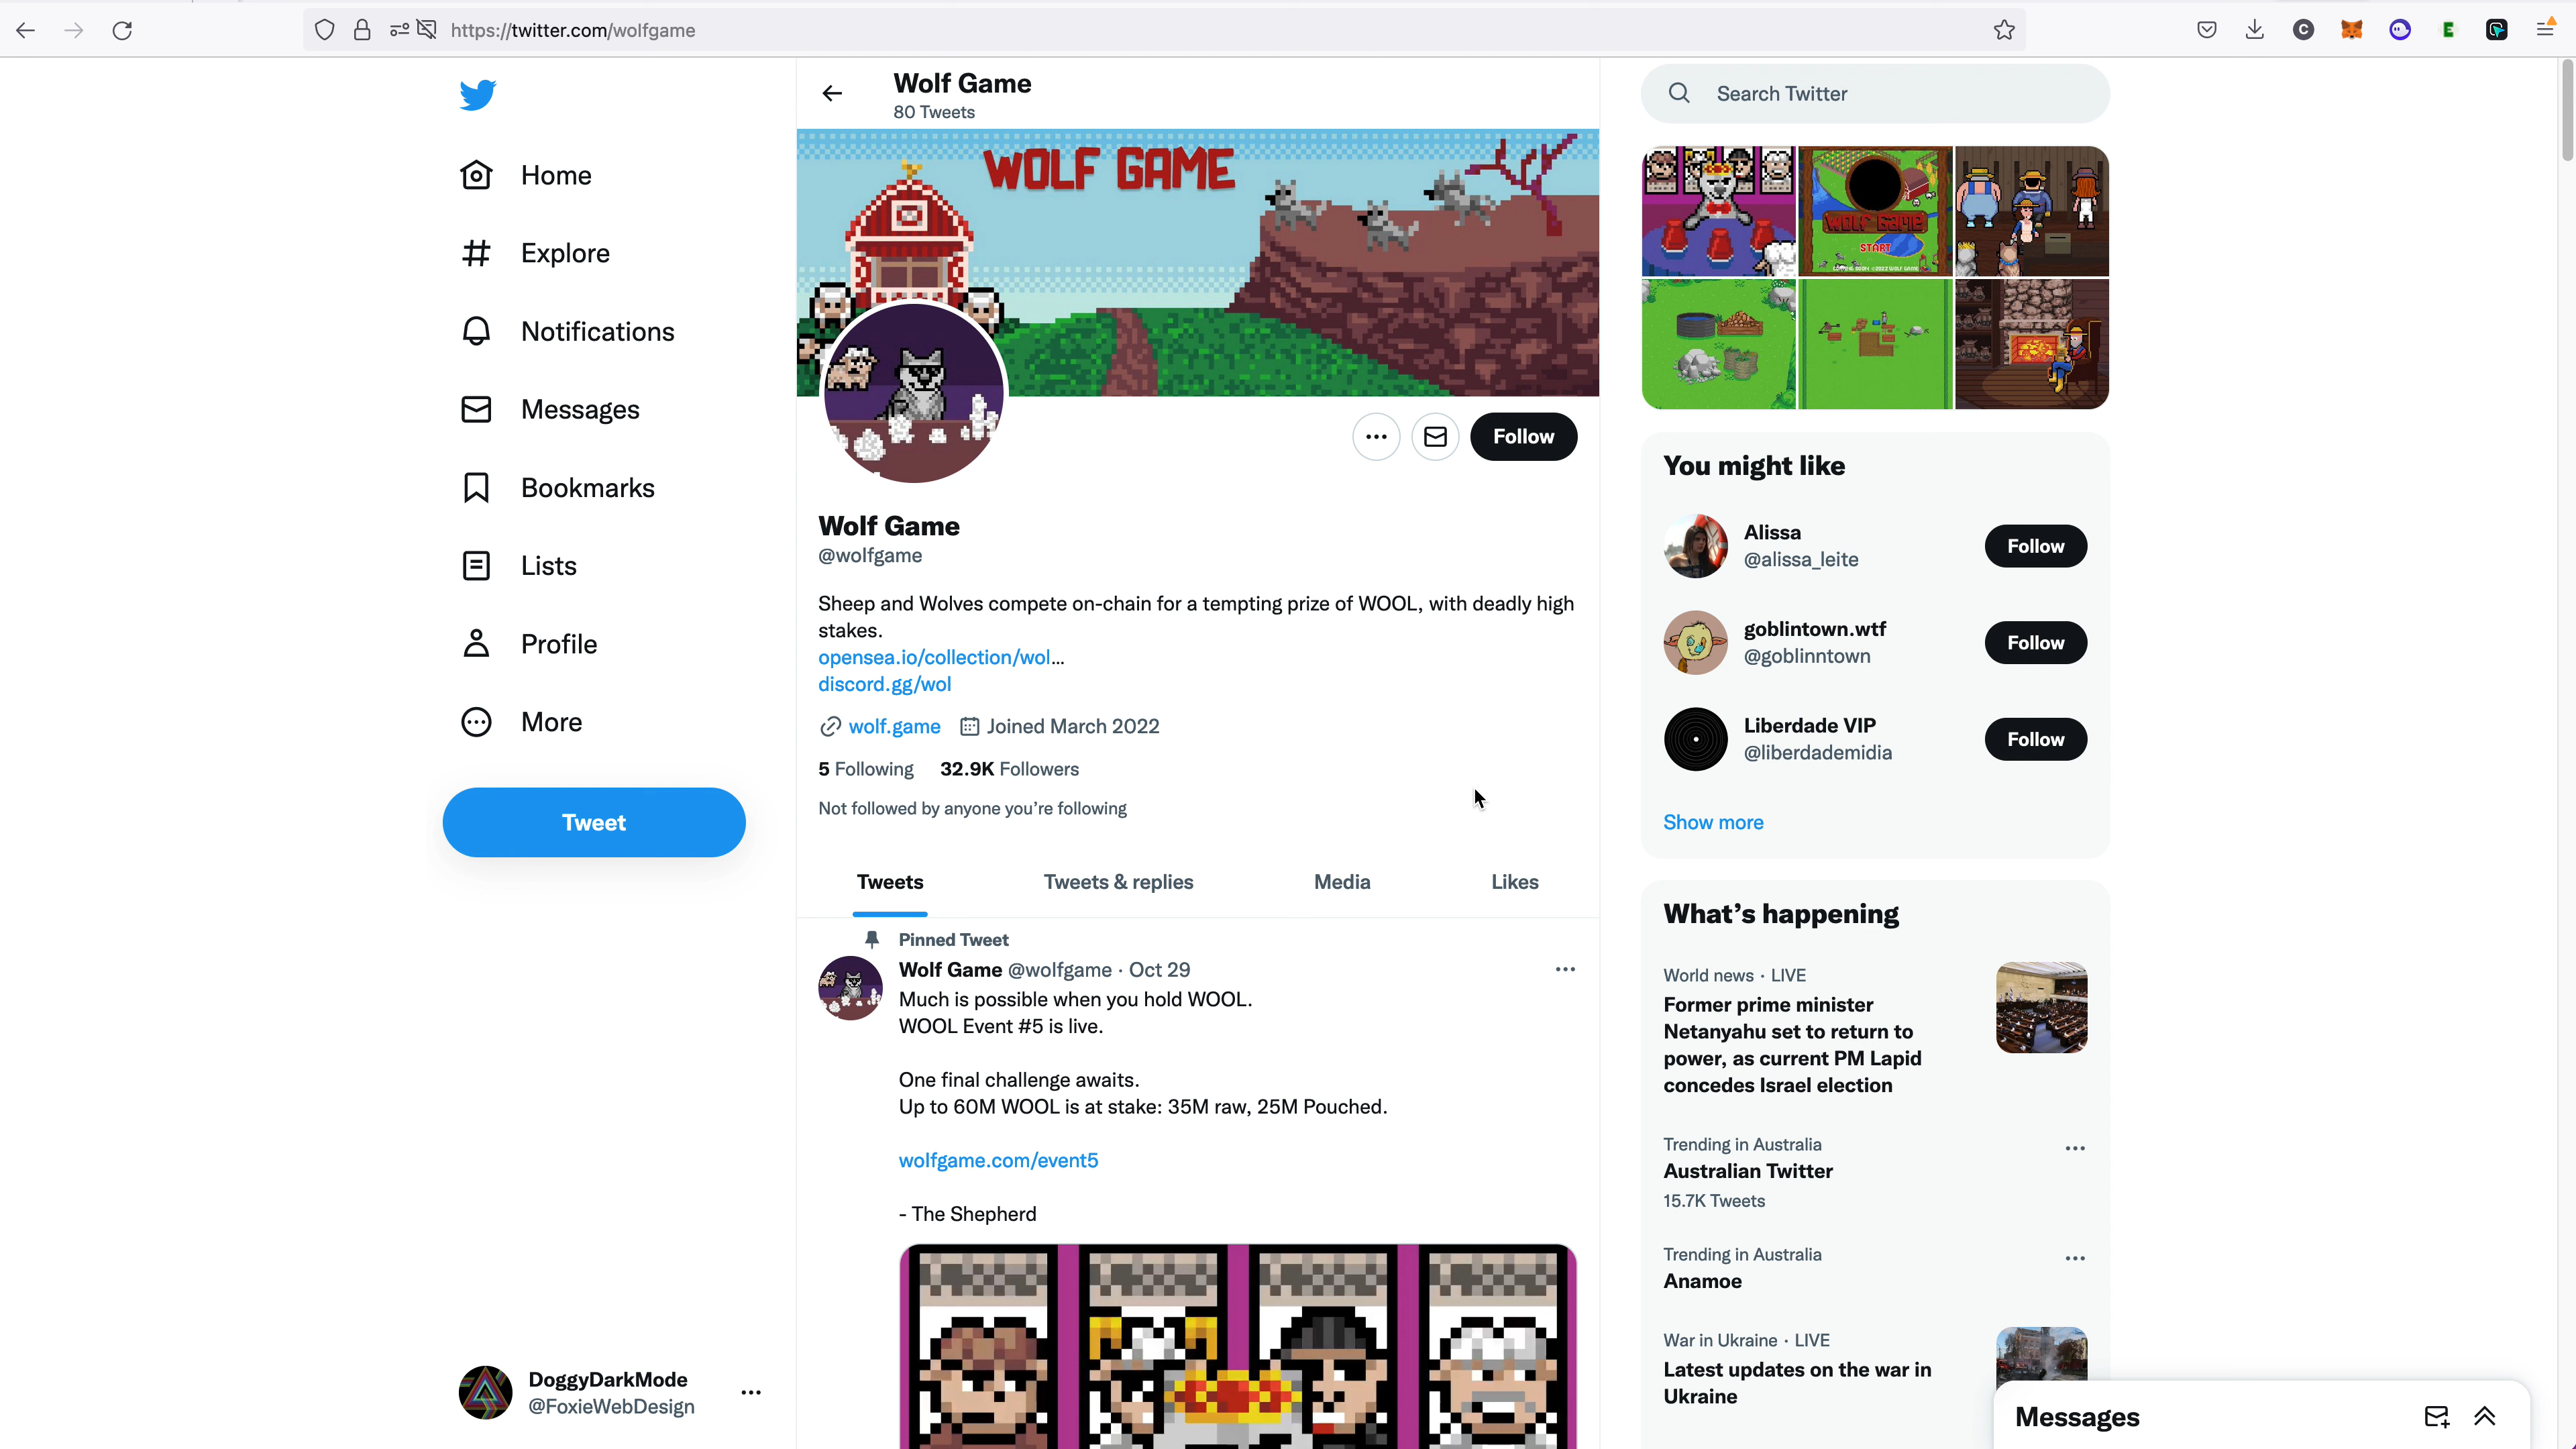 https://twitter.com/wolfgame
Wolf Game
80 Tweets
Search Twitter
Home
Explore
Notifications
Messages
Bookmarks
Lists
Profile
More
Tweet
DoggyDarkMode
@FoxieWebDesign
WOLF GAME
Follow
Wolf Game
@wolfgame
Sheep and Wolves compete on-chain for a tempting prize of WOOL, with deadly high
stakes.
opensea.io/collection/wol...
discord.gg/wol
wolf.game Joined March 2022
5 Following 32.9K Followers
Not followed by anyone you're following
Tweets Tweets & replies Media Likes
Pinned Tweet
Wolf Game @wolfgame · Oct 29
Much is possible when you hold WOOL.
WOOL Event #5 is live.
One final challenge awaits.
Up to 60M WOOL is at stake: 35M raw, 25M Pouched.
wolfgame.com/event5
- The Shepherd
WOLF GAME
START
You might like
Alissa
@alissa_leite
Follow
goblintown.wtf
@goblinntown
Follow
Liberdade VIP
@liberdademidia
Follow
Show more
What's happening
World news · LIVE
Former prime minister
Netanyahu set to return to
power, as current PM Lapid
concedes Israel election
Trending in Australia
Australian Twitter
15.7K Tweets
Trending in Australia
Anamoe
War in Ukraine · LIVE
Latest updates on the war in
Ukraine
Messages